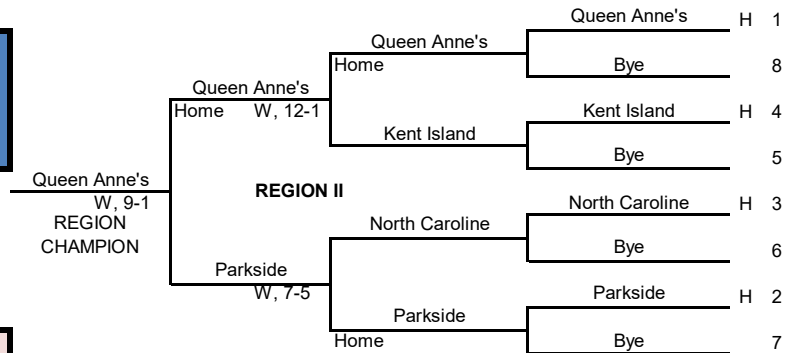 Queen Anne's H 1
Queen Anne's
Home Bye 8
Queen Anne's
Home W, 12-1 Kent Island H 4
Kent Island
Bye 5
Queen Anne's
W, 9-1
REGION
CHAMPION
REGION II
North Caroline H 3
North Caroline
Bye 6
Parkside
W, 7-5 Parkside H 2
Parkside
Home Bye 7